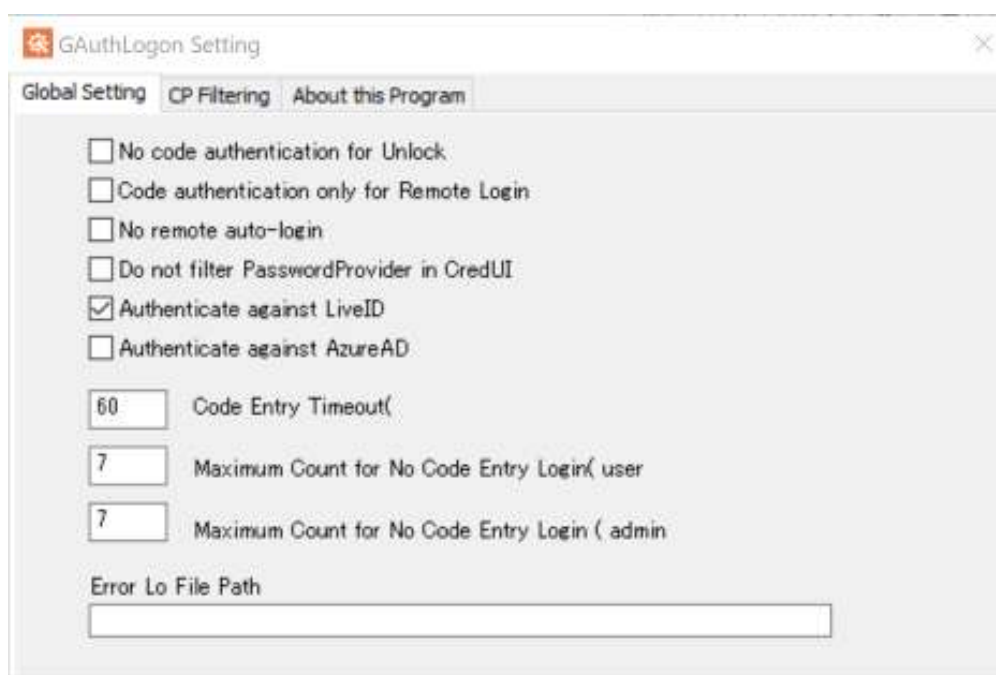 GAuthLogon Setting
Global Setting CP Filtering About this Program
No code authentication for Unlock
Code authentication only for Remote Login
No remote auto-login
Do not filter PasswordProvider in CredUI
Authenticate against LiveID
Authenticate against AzureAD
60 Code Entry Timeout(
7 Maximum Count for No Code Entry Login( user
7 Maximum Count for No Code Entry Login ( admin
Error Lo File Path